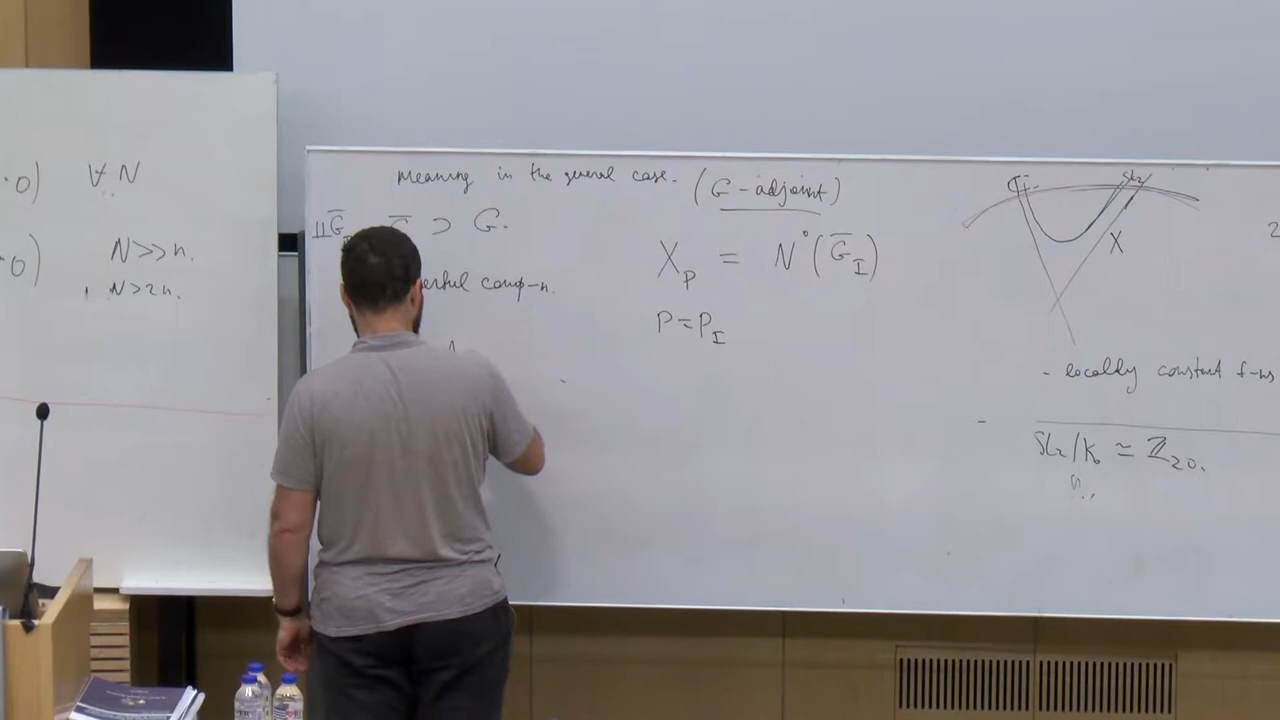 ·0) ∀ N
·0) N>>n.
N>2n.
Meaning in the general case. (G-adjoint)
⊃ G.
comp-n.
X_P = N°(G̅_I)
P=P_I
SL₂
X
- locally constant f-ns
SL₂/K₀ ≃ ℤ≥0.